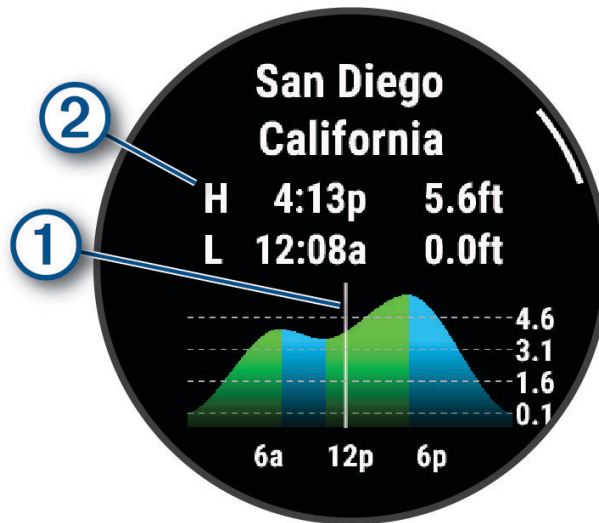 San Diego
California
2
H 4:13p 5.6ft
1
L 12:08a 0.0ft
4.6
3.1
1.6
0.1
6a 12p 6p